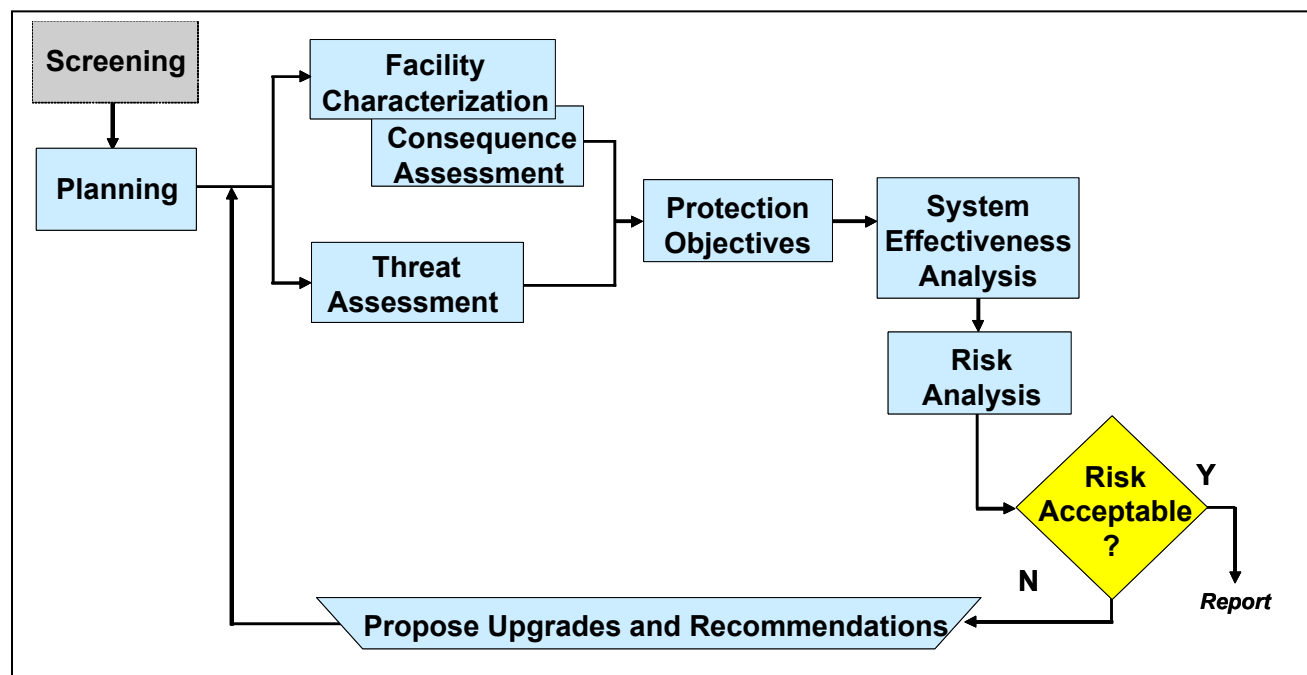 Screening
Planning
Facility
Characterization
Consequence
Assessment
Threat
Assessment
Protection
Objectives
System
Effectiveness
Analysis
Risk
Analysis
Risk
Acceptable
?
Y
Report
N
Propose Upgrades and Recommendations